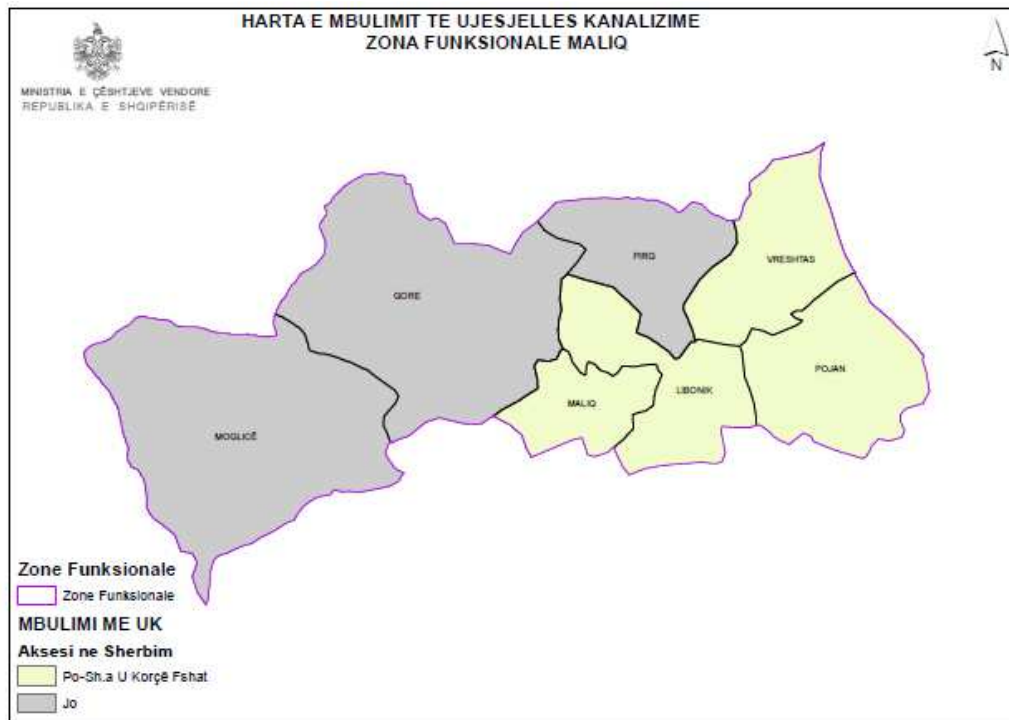 HARTA E MBULIMIT TE UJESJELLES KANALIZIME
ZONA FUNKSIONALE MALIQ
MINISTRIA E ÇËSHTJEVE VENDORE
REPUBLIKA E SHQIPËRISË
N
VRESHTAS
PIRG
GORE
POJAN
LIBONIK
MALIQ
MOGLICË
Zone Funksionale
Zone Funksionale
MBULIMI ME UK
Aksesi ne Sherbim
Po-Sh.a U Korçë Fshat
Jo